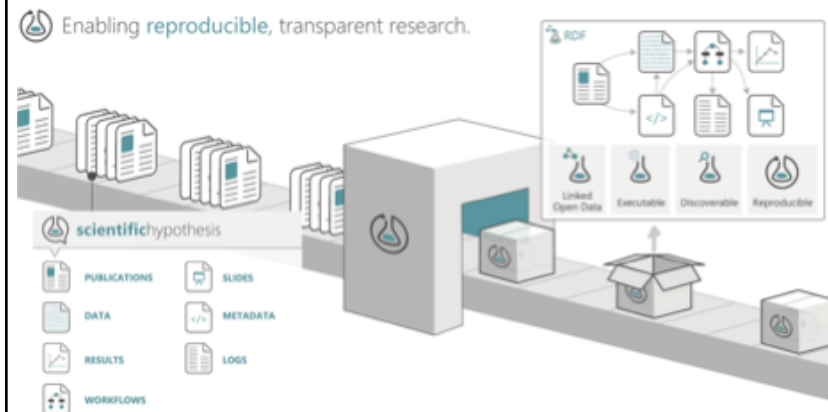 Enabling reproducible, transparent research.
RDF
</>
Linked
Open Data
Executable
Discoverable
Reproducible
scientifichypothesis
PUBLICATIONS
SLIDES
DATA
</>
METADATA
RESULTS
LOGS
WORKFLOWS